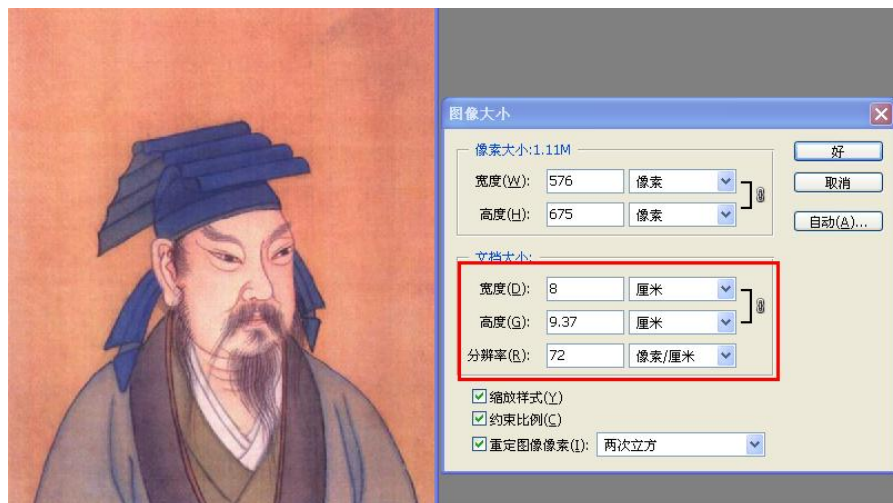 图像大小
像素大小:1.11M
好
宽度(W): 576 像素
取消
高度(H): 675 像素
自动(A)...
文档大小:
宽度(D): 8 厘米
高度(G): 9.37 厘米
分辨率(R): 72 像素/厘米
缩放样式(Y)
约束比例(C)
重定图像像素(I): 两次立方